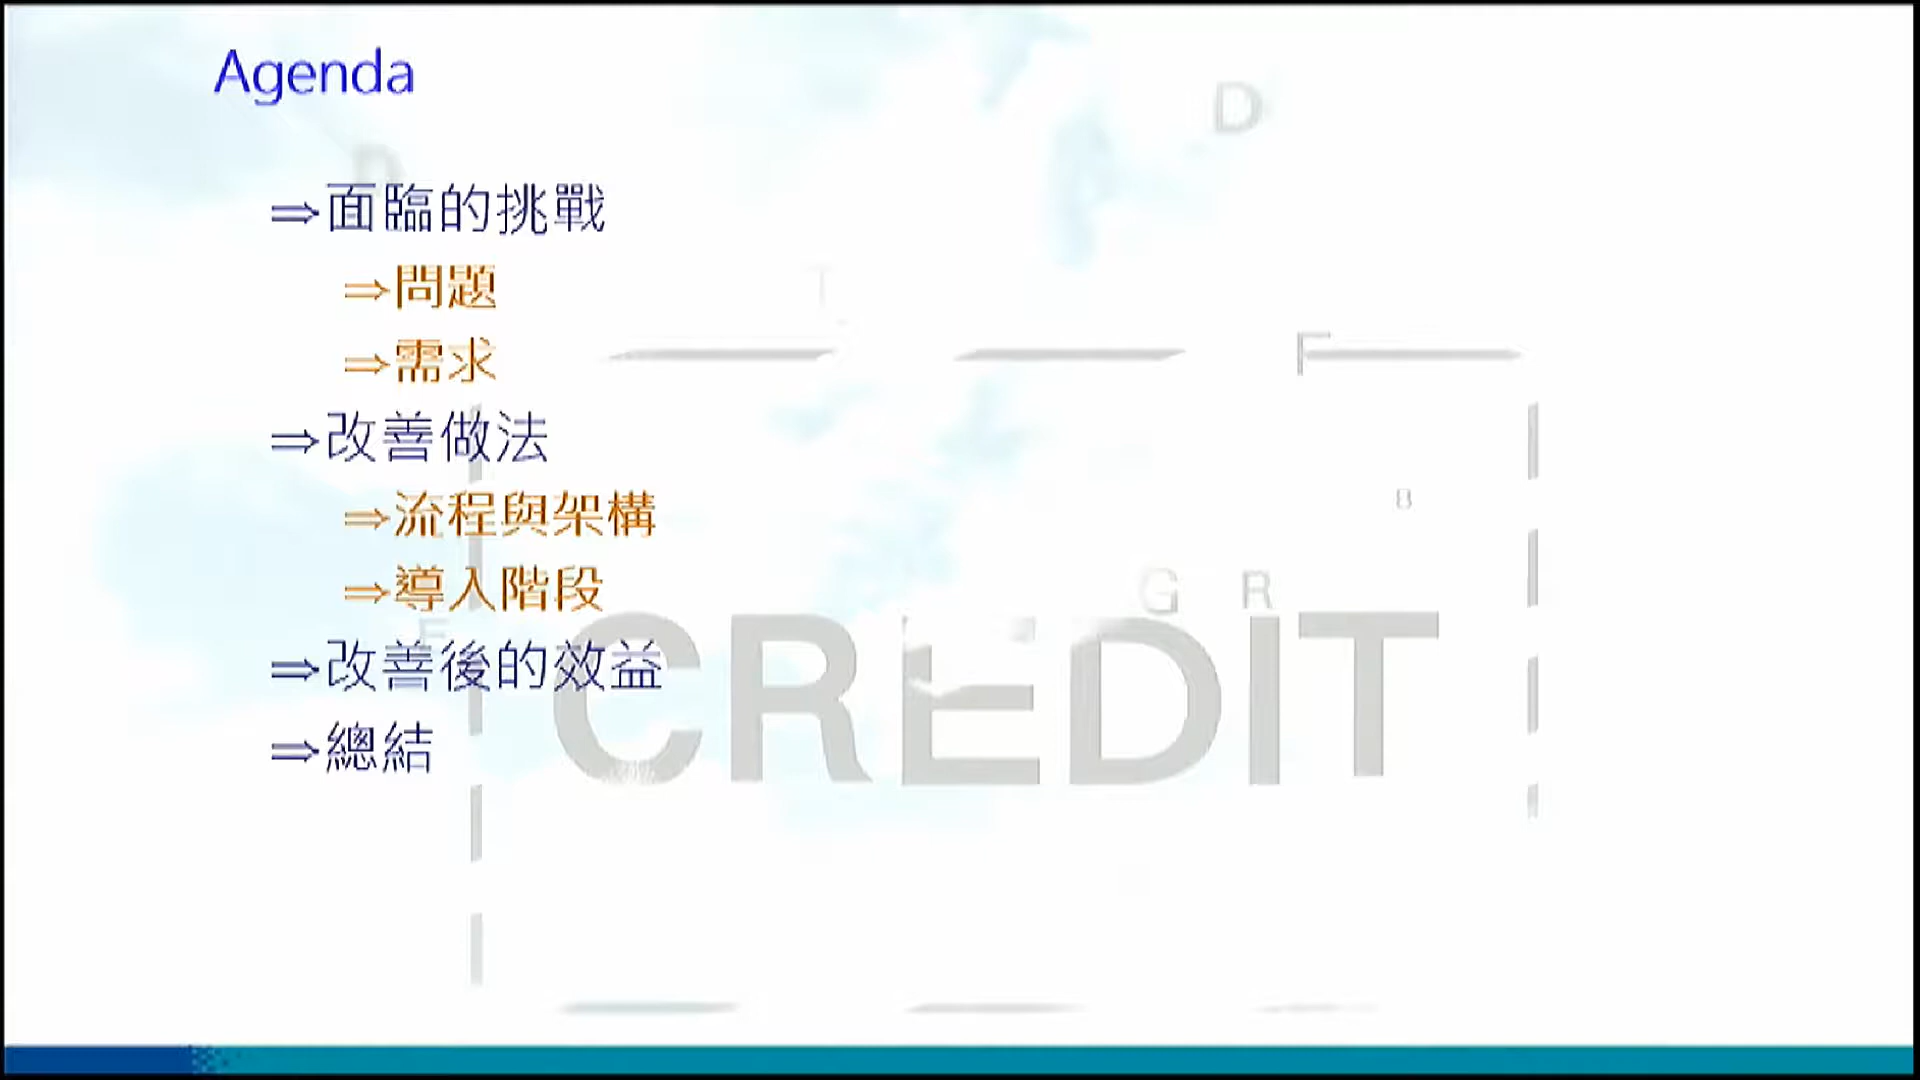 Agenda
⇒面臨的挑戰
⇒問題
⇒需求
⇒改善做法
⇒流程與架構
⇒導入階段
⇒改善後的效益
⇒總結
D
D
F
B
G R
E
CREDIT